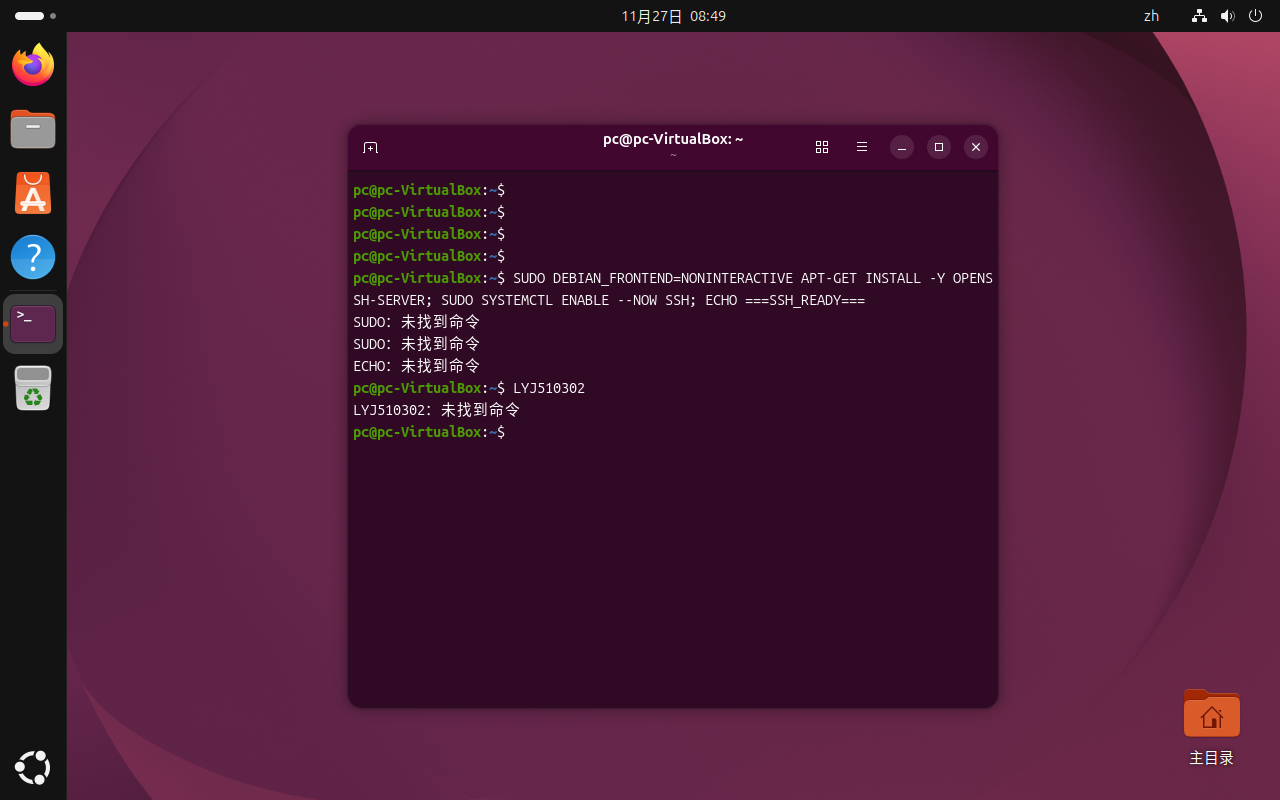 11月27日 08:49
zh
pc@pc-VirtualBox: ~
~
pc@pc-VirtualBox:~$
pc@pc-VirtualBox:~$
pc@pc-VirtualBox:~$
pc@pc-VirtualBox:~$
pc@pc-VirtualBox:~$ SUDO DEBIAN_FRONTEND=NONINTERACTIVE APT-GET INSTALL -Y OPENS
SH-SERVER; SUDO SYSTEMCTL ENABLE --NOW SSH; ECHO ===SSH_READY===
SUDO：未找到命令
SUDO：未找到命令
ECHO：未找到命令
pc@pc-VirtualBox:~$ LYJ510302
LYJ510302：未找到命令
pc@pc-VirtualBox:~$
主目录